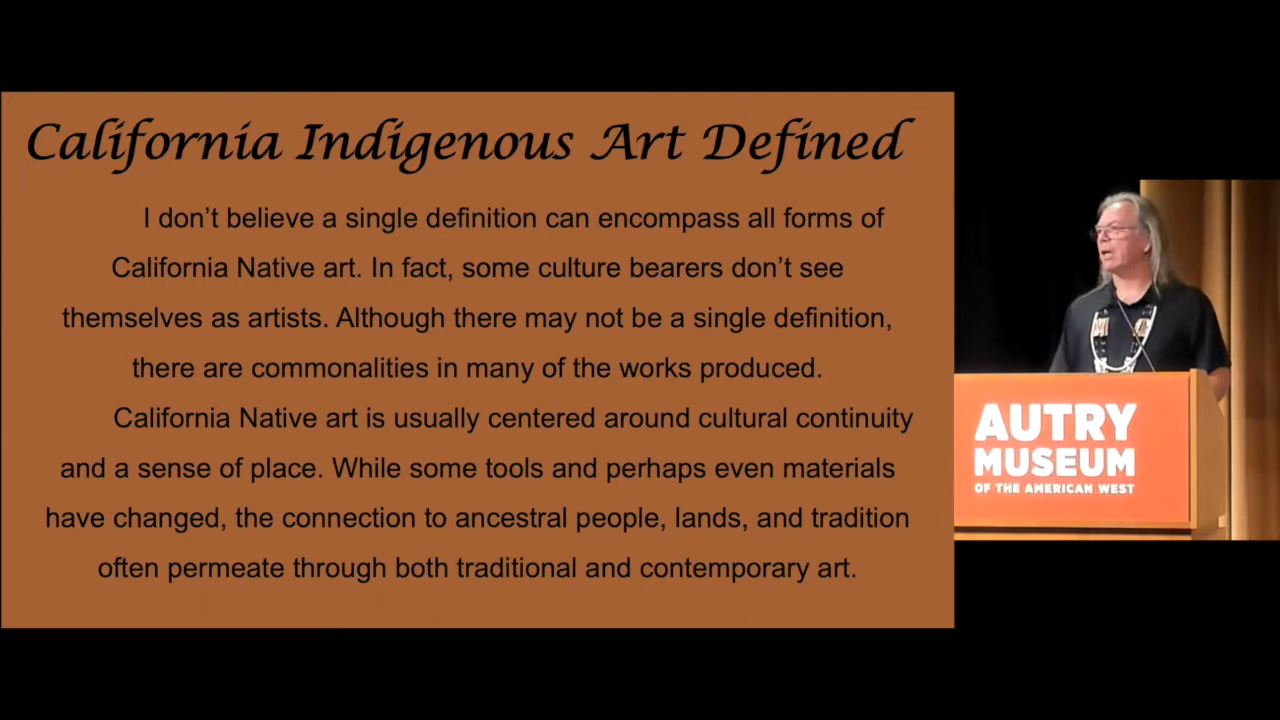 California Indigenous Art Defined
I don’t believe a single definition can encompass all forms of
California Native art. In fact, some culture bearers don’t see
themselves as artists. Although there may not be a single definition,
there are commonalities in many of the works produced.
California Native art is usually centered around cultural continuity
and a sense of place. While some tools and perhaps even materials
have changed, the connection to ancestral people, lands, and tradition
often permeate through both traditional and contemporary art.
AUTRY
MUSEUM
OF THE AMERICAN WEST